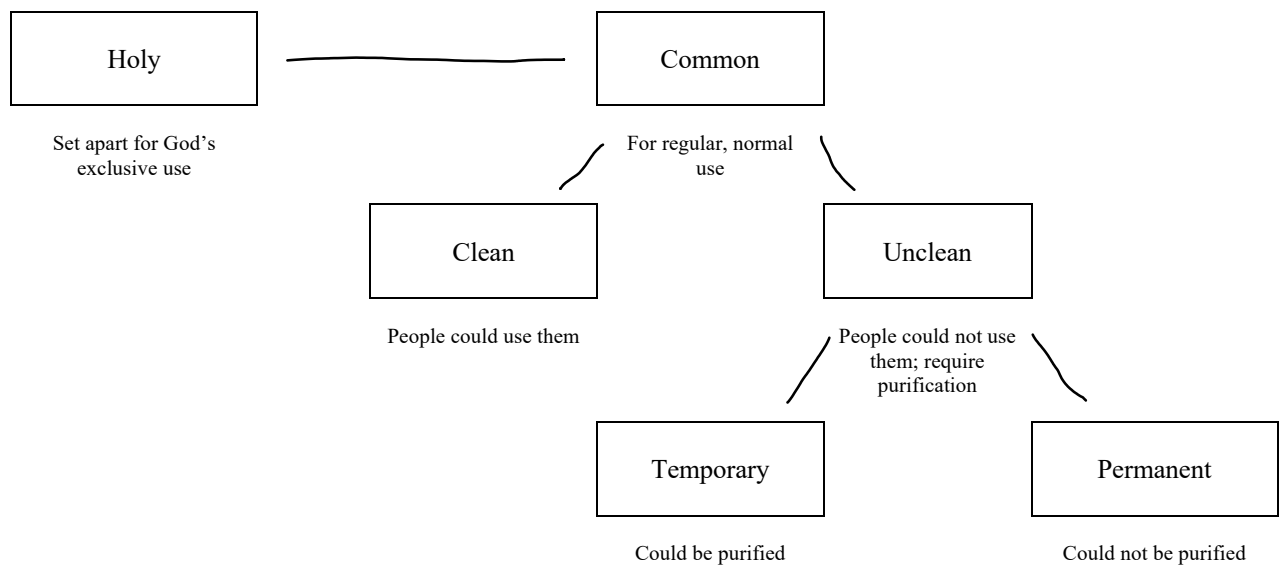 Holy
Common
Set apart for God’s
exclusive use
For regular, normal
use
Clean
Unclean
People could use them
People could not use
them; require
purification
Temporary
Permanent
Could be purified
Could not be purified